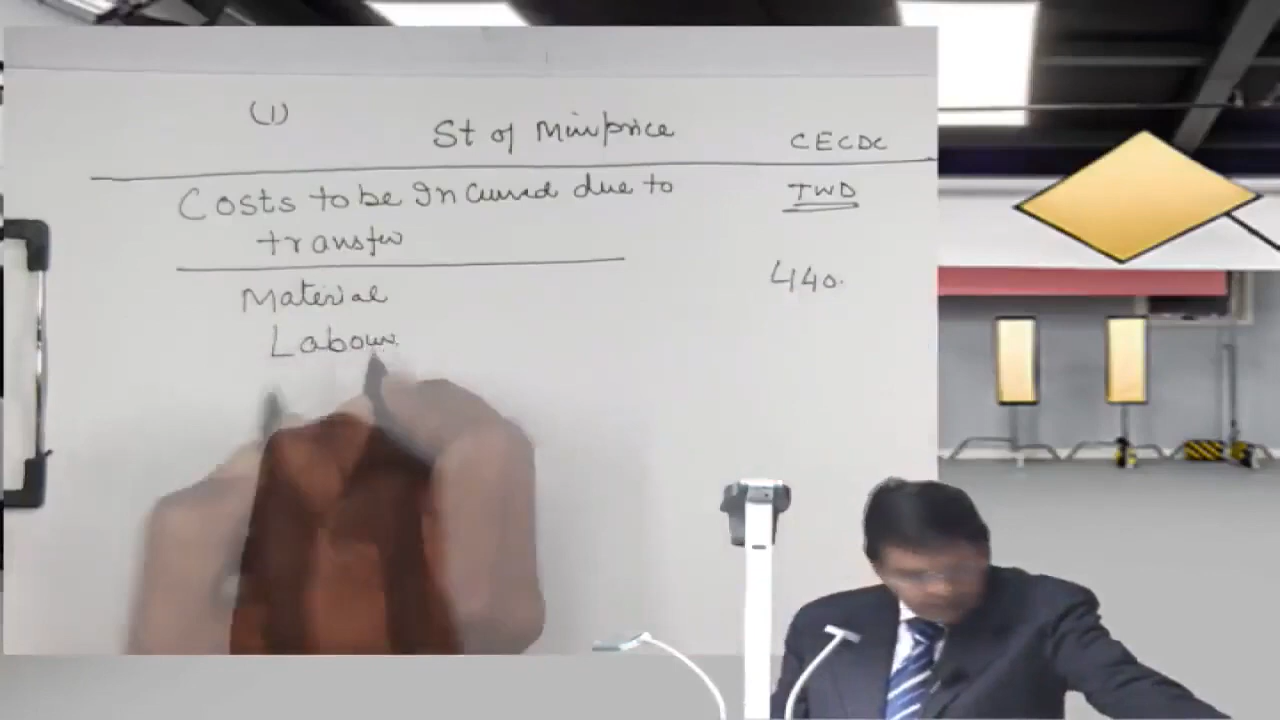 (1)
St of Minprice CECDC
Costs to be Incurred due to TWD
transfer
Material 440.
Labour